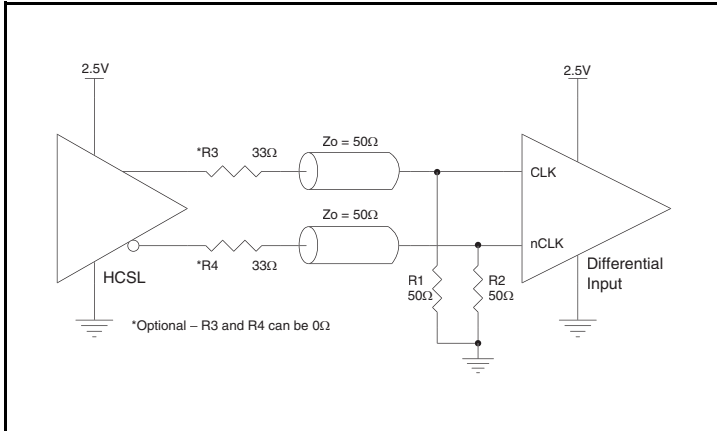 2.5V
2.5V
*R3 33Ω
Zo = 50Ω
CLK
Zo = 50Ω
nCLK
*R4 33Ω
HCSL
R1
50Ω
R2
50Ω
Differential
Input
*Optional – R3 and R4 can be 0Ω